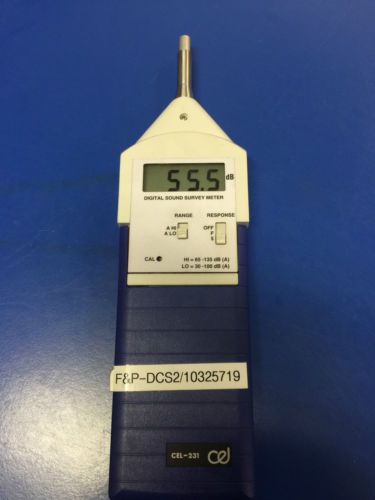 55.5 dB
DIGITAL SOUND SURVEY METER
RANGE RESPONSE
A HI OFF
A LO F
S
CAL HI = 65 -135 dB (A)
LO = 30 -100 dB (A)
F&P-DCS2/10325719
CEL-231 cel